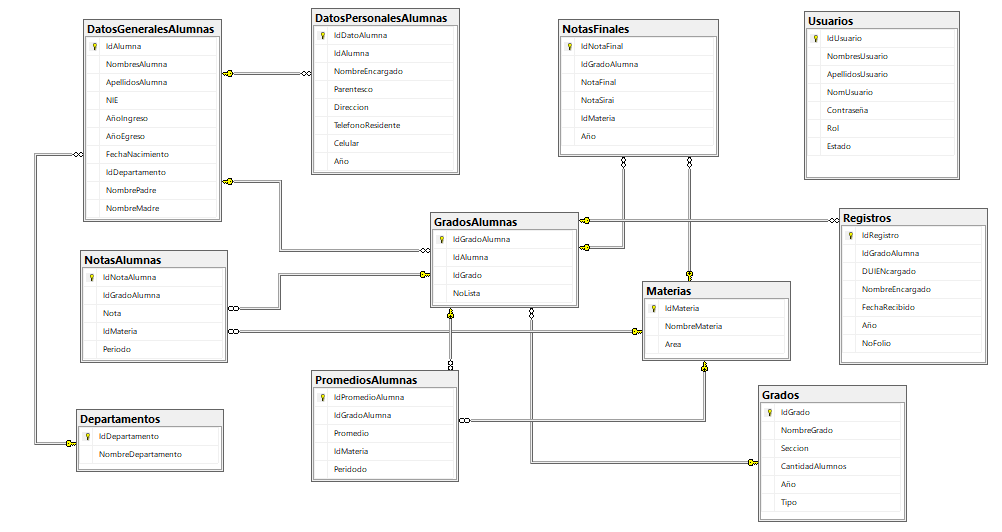 DatosGeneralesAlumnas
IdAlumna
NombresAlumna
ApellidosAlumna
NIE
AñoIngreso
AñoEgreso
FechaNacimiento
IdDepartamento
NombrePadre
NombreMadre
DatosPersonalesAlumnas
IdDatoAlumna
IdAlumna
NombreEncargado
Parentesco
Direccion
TelefonoResidente
Celular
Año
NotasFinales
IdNotaFinal
IdGradoAlumna
NotaFinal
NotaSirai
IdMateria
Año
Usuarios
IdUsuario
NombresUsuario
ApellidosUsuario
NomUsuario
Contraseña
Rol
Estado
GradosAlumnas
IdGradoAlumna
IdAlumna
IdGrado
NoLista
Registros
IdRegistro
IdGradoAlumna
DUIENcargado
NombreEncargado
FechaRecibido
Año
NoFolio
NotasAlumnas
IdNotaAlumna
IdGradoAlumna
Nota
IdMateria
Periodo
Materias
IdMateria
NombreMateria
Area
PromediosAlumnas
IdPromedioAlumna
IdGradoAlumna
Promedio
IdMateria
Peridodo
Departamentos
IdDepartamento
NombreDepartamento
Grados
IdGrado
NombreGrado
Seccion
CantidadAlumnos
Año
Tipo